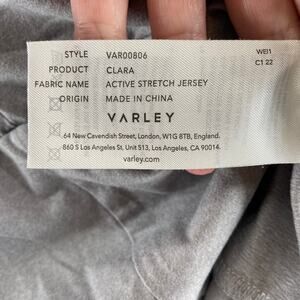 STYLE VAR00806 WEI1
PRODUCT CLARA C1 22
FABRIC NAME ACTIVE STRETCH JERSEY
ORIGIN MADE IN CHINA
VARLEY
64 New Cavendish Street, London, W1G 8TB, England.
860 S Los Angeles St. Unit 513, Los Angeles, CA 90014.
varley.com